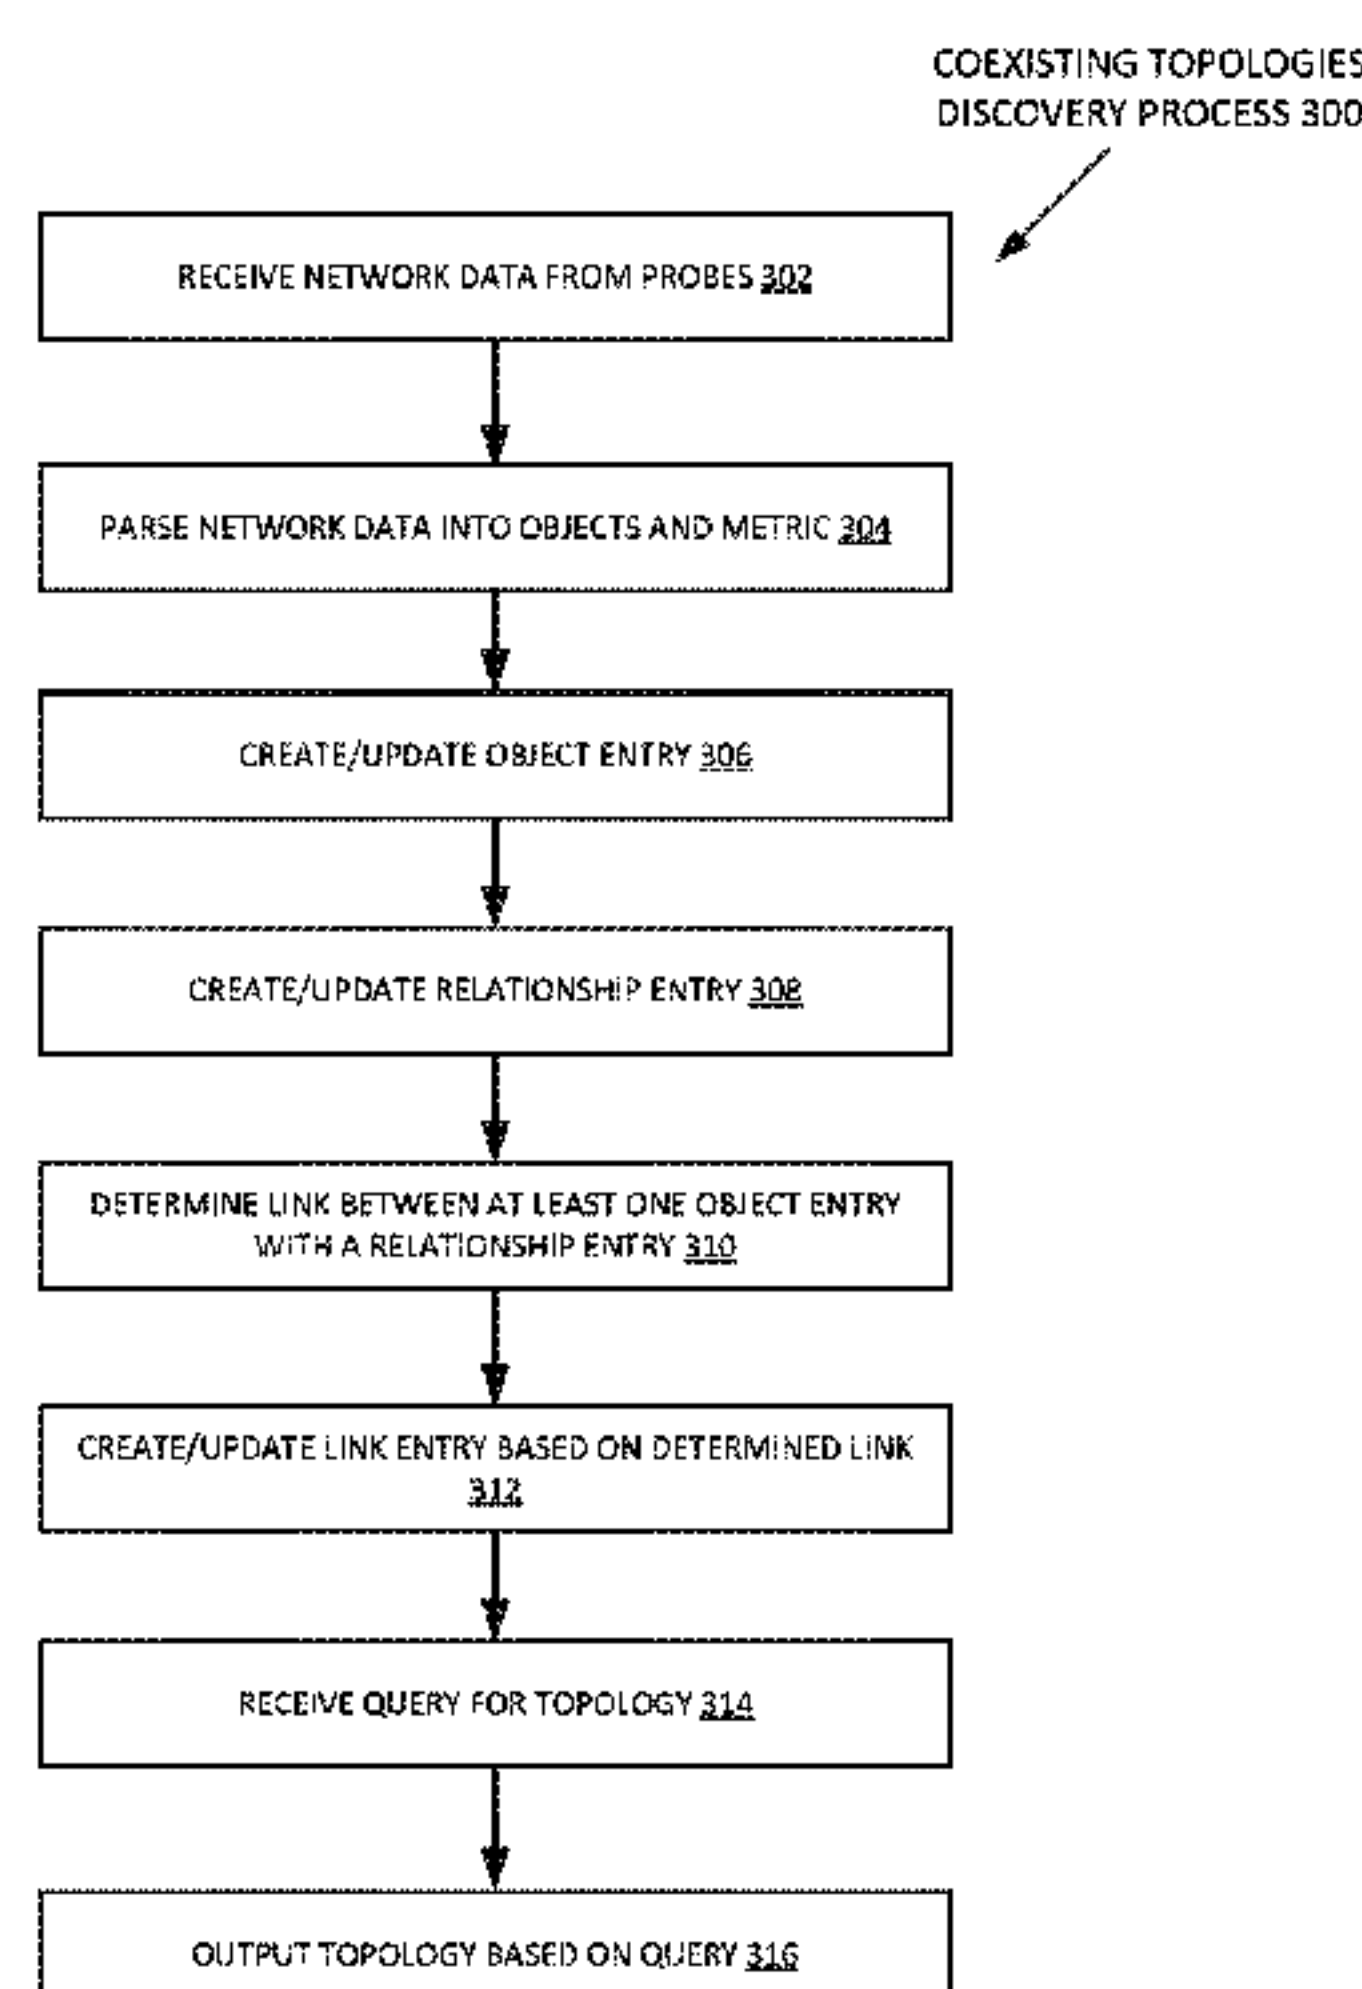 COEXISTING TOPOLOGIES
DISCOVERY PROCESS 300
RECEIVE NETWORK DATA FROM PROBES 302
PARSE NETWORK DATA INTO OBJECTS AND METRIC 304
CREATE/UPDATE OBJECT ENTRY 306
CREATE/UPDATE RELATIONSHIP ENTRY 308
DETERMINE LINK BETWEEN AT LEAST ONE OBJECT ENTRY
WITH A RELATIONSHIP ENTRY 310
CREATE/UPDATE LINK ENTRY BASED ON DETERMINED LINK
312
RECEIVE QUERY FOR TOPOLOGY 314
OUTPUT TOPOLOGY BASED ON QUERY 316